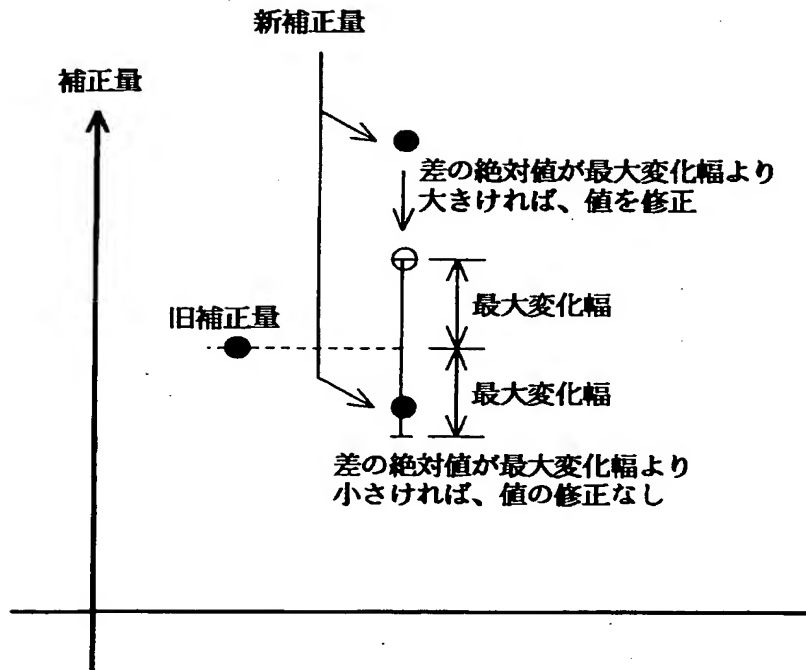 新補正量
補正量
差の絶対値が最大変化幅より
大きければ、値を修正
最大変化幅
旧補正量
最大変化幅
差の絶対値が最大変化幅より
小さければ、値の修正なし